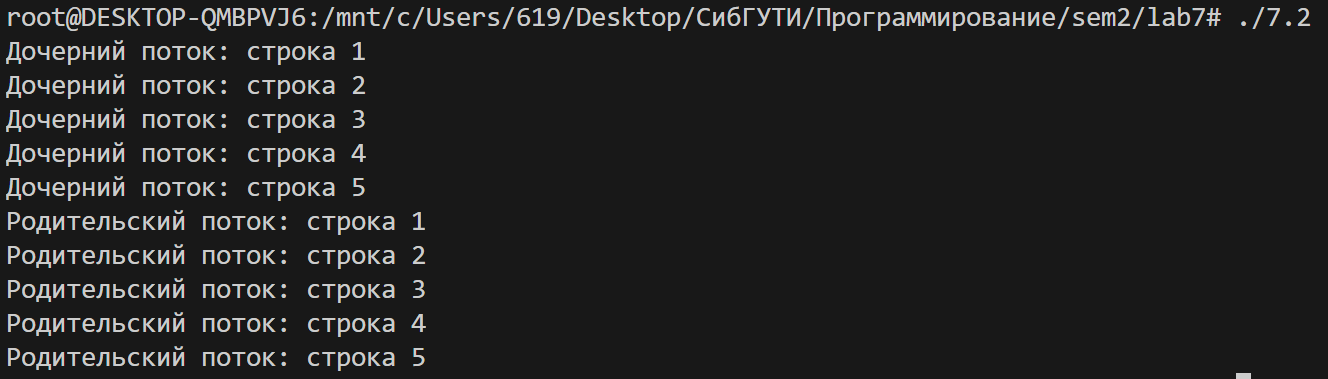 root@DESKTOP-QMBPVJ6:/mnt/c/Users/619/Desktop/СибГУТИ/Программирование/sem2/lab7# ./7.2
Дочерний поток: строка 1
Дочерний поток: строка 2
Дочерний поток: строка 3
Дочерний поток: строка 4
Дочерний поток: строка 5
Родительский поток: строка 1
Родительский поток: строка 2
Родительский поток: строка 3
Родительский поток: строка 4
Родительский поток: строка 5